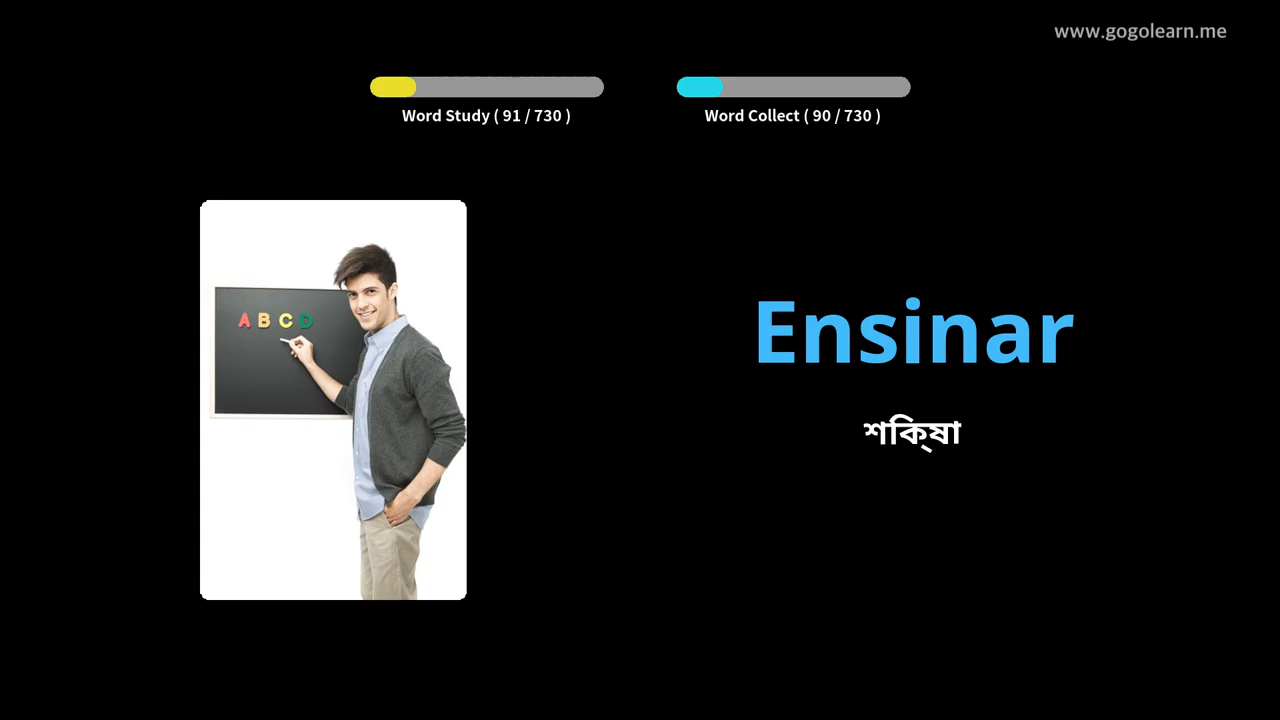 www.gogolearn.me
Word Study ( 91 / 730 )
Word Collect ( 90 / 730 )
A B C D
Ensinar
শকি্ষা